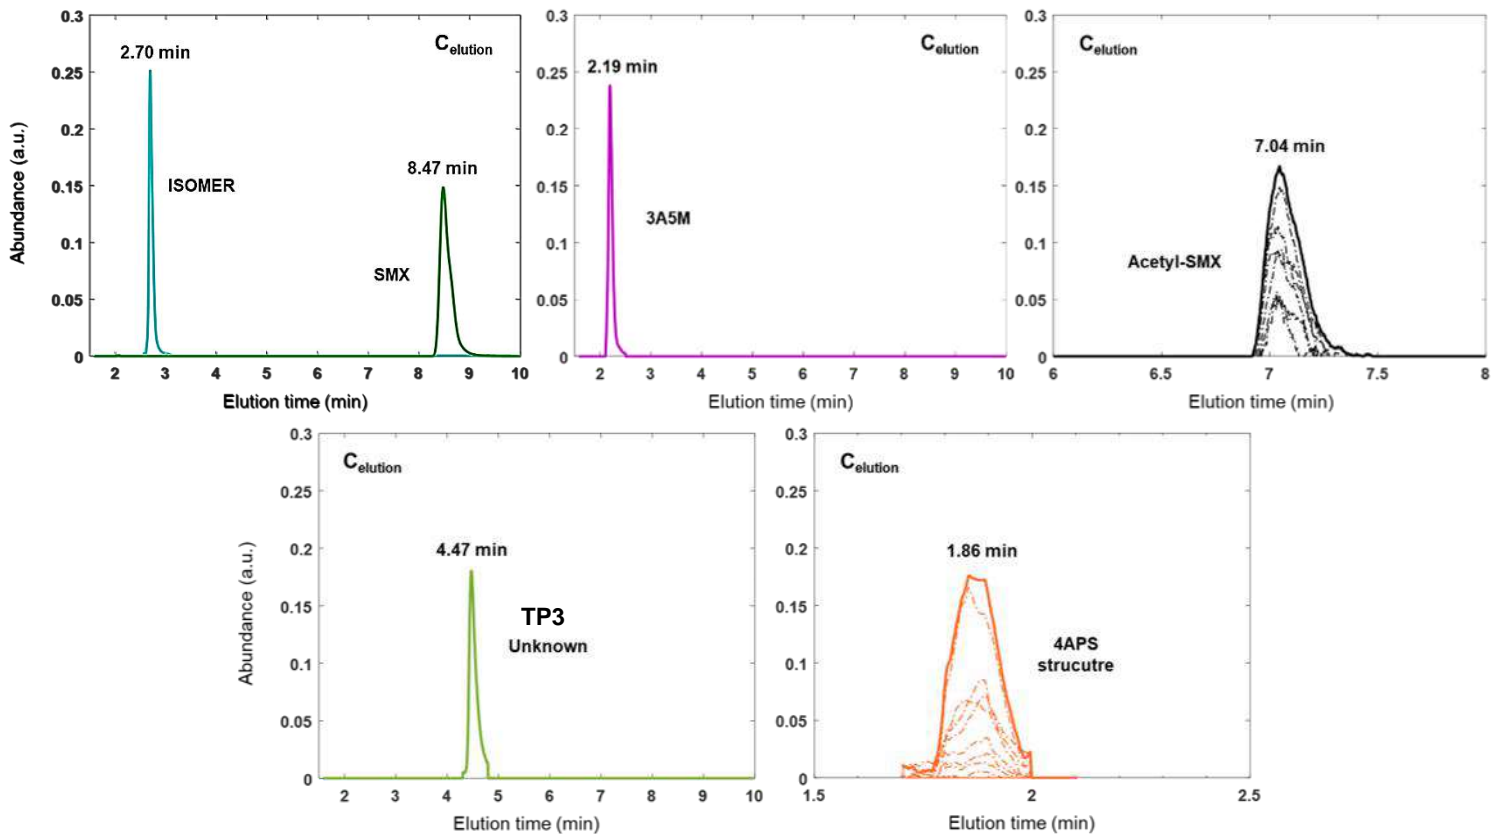 C_elution
2.70 min
8.47 min
ISOMER
SMX
Abundance (a.u.)
0.3
0.25
0.2
0.15
0.1
0.05
0
2 3 4 5 6 7 8 9 10
Elution time (min)
C_elution
2.19 min
3A5M
0.3
0.25
0.2
0.15
0.1
0.05
0
2 3 4 5 6 7 8 9 10
Elution time (min)
C_elution
7.04 min
Acetyl-SMX
0.3
0.25
0.2
0.15
0.1
0.05
0
6 6.5 7 7.5 8
Elution time (min)
C_elution
4.47 min
TP3
Unknown
Abundance (a.u.)
0.3
0.25
0.2
0.15
0.1
0.05
0
2 3 4 5 6 7 8 9 10
Elution time (min)
C_elution
1.86 min
4APS
strucutre
0.3
0.25
0.2
0.15
0.1
0.05
0
1.5 2 2.5
Elution time (min)